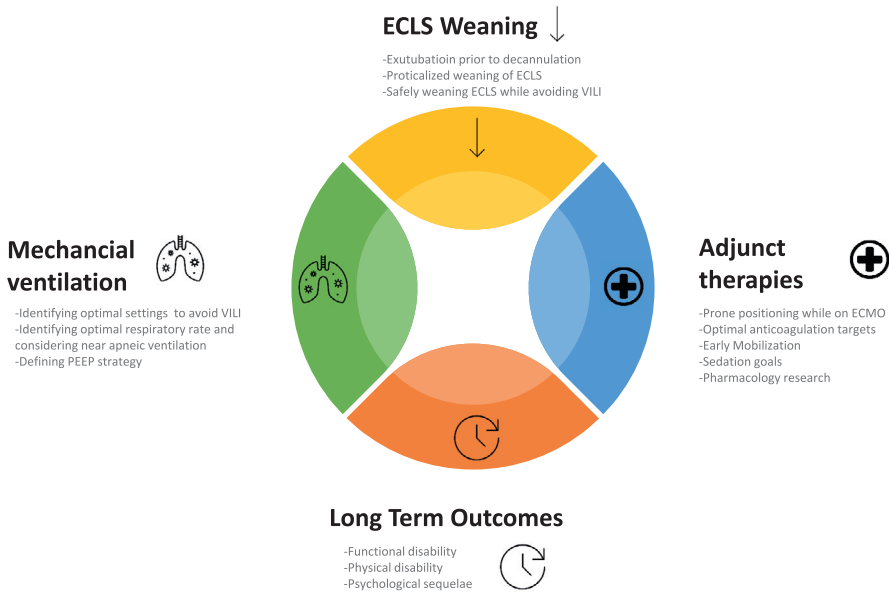 ECLS Weaning
-Exutubatioin prior to decannulation
-Proticalized weaning of ECLS
-Safely weaning ECLS while avoiding VILI
Mechancial
ventilation
-Identifying optimal settings to avoid VILI
-Identifying optimal respiratory rate and
considering near apneic ventilation
-Defining PEEP strategy
Adjunct
therapies
-Prone positioning while on ECMO
-Optimal anticoagulation targets
-Early Mobilization
-Sedation goals
-Pharmacology research
Long Term Outcomes
-Functional disability
-Physical disability
-Psychological sequelae